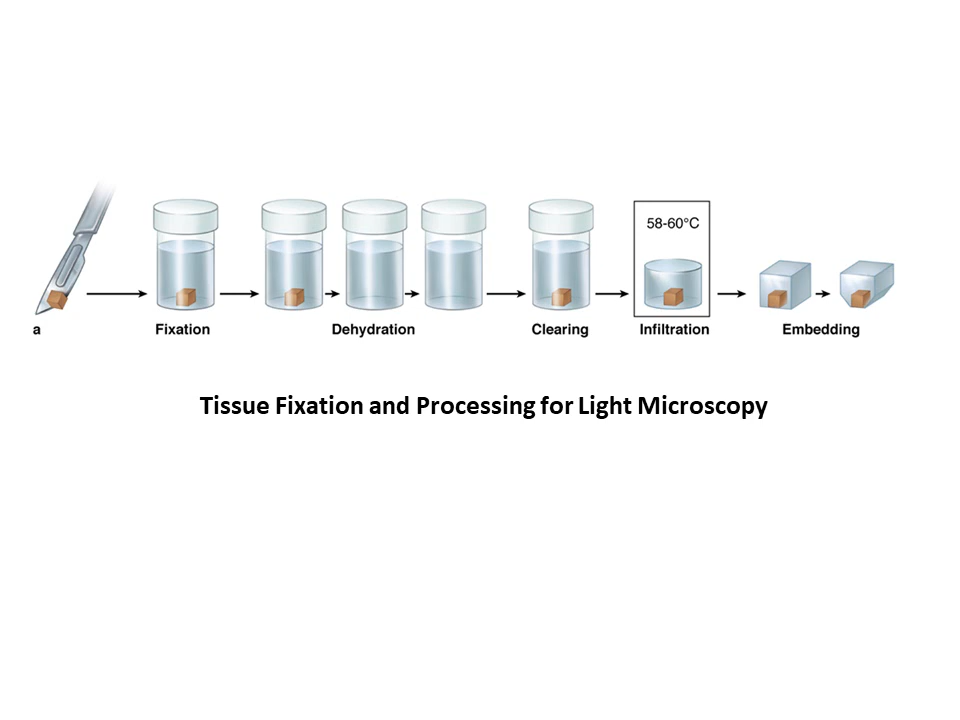 58-60°C
a
Fixation
Dehydration
Clearing
Infiltration
Embedding
Tissue Fixation and Processing for Light Microscopy